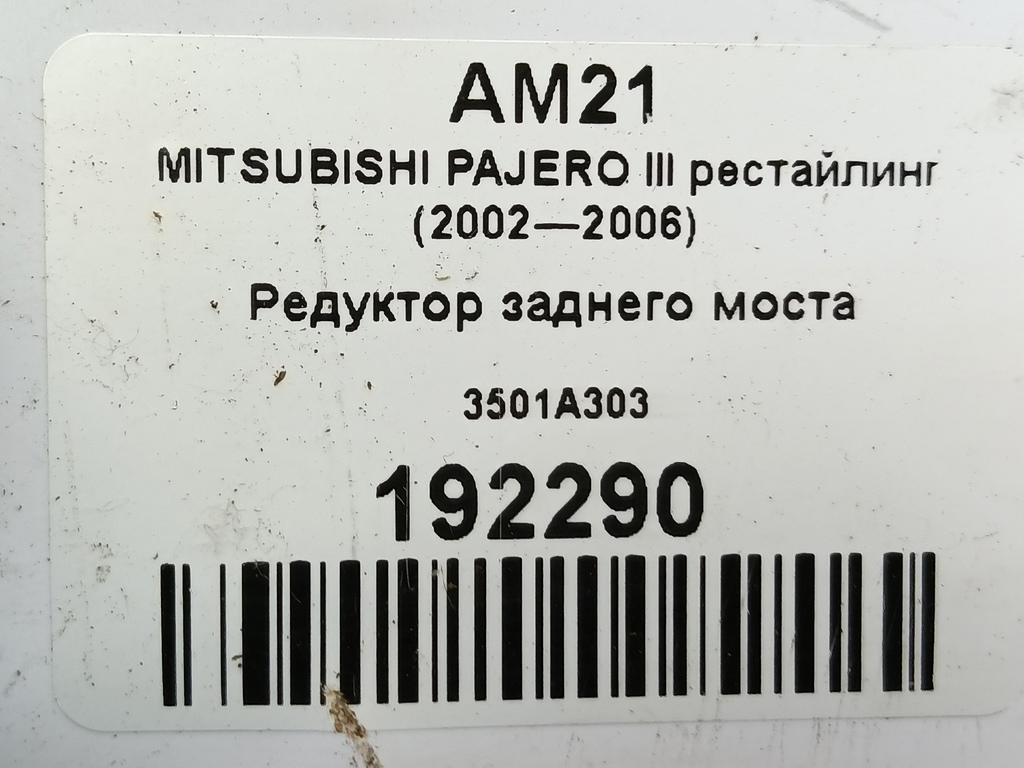 AM21
MITSUBISHI PAJERO III рестайлинг
(2002—2006)
Редуктор заднего моста
3501A303
192290